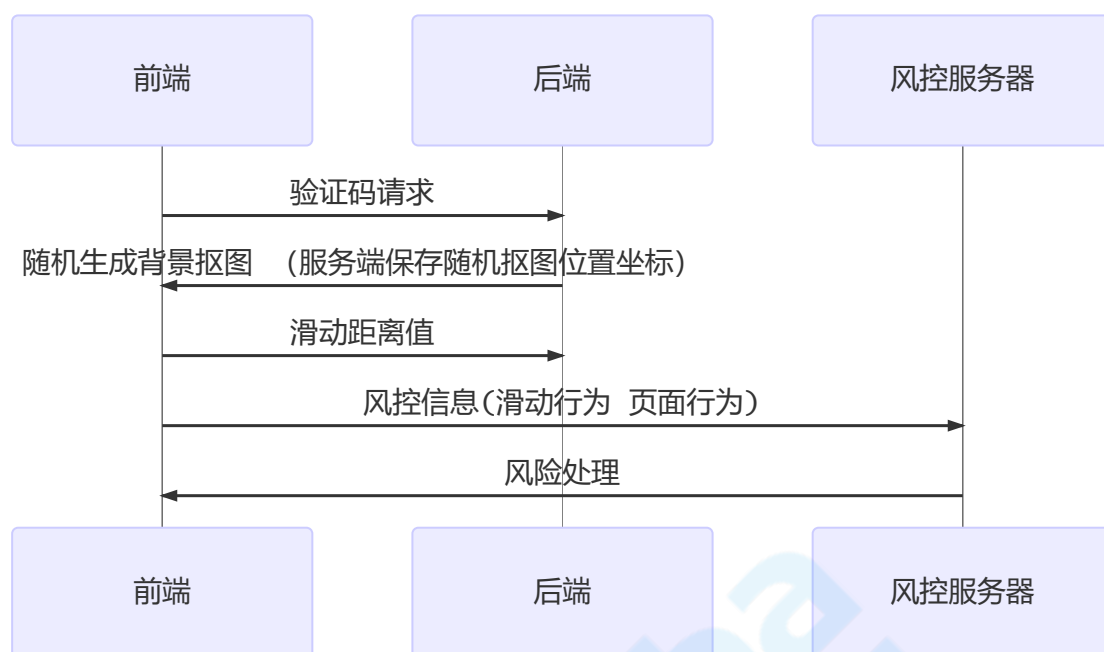 前端 后端 风控服务器
验证码请求
随机生成背景抠图 (服务端保存随机抠图位置坐标)
滑动距离值
风控信息(滑动行为 页面行为)
风险处理
前端 后端 风控服务器